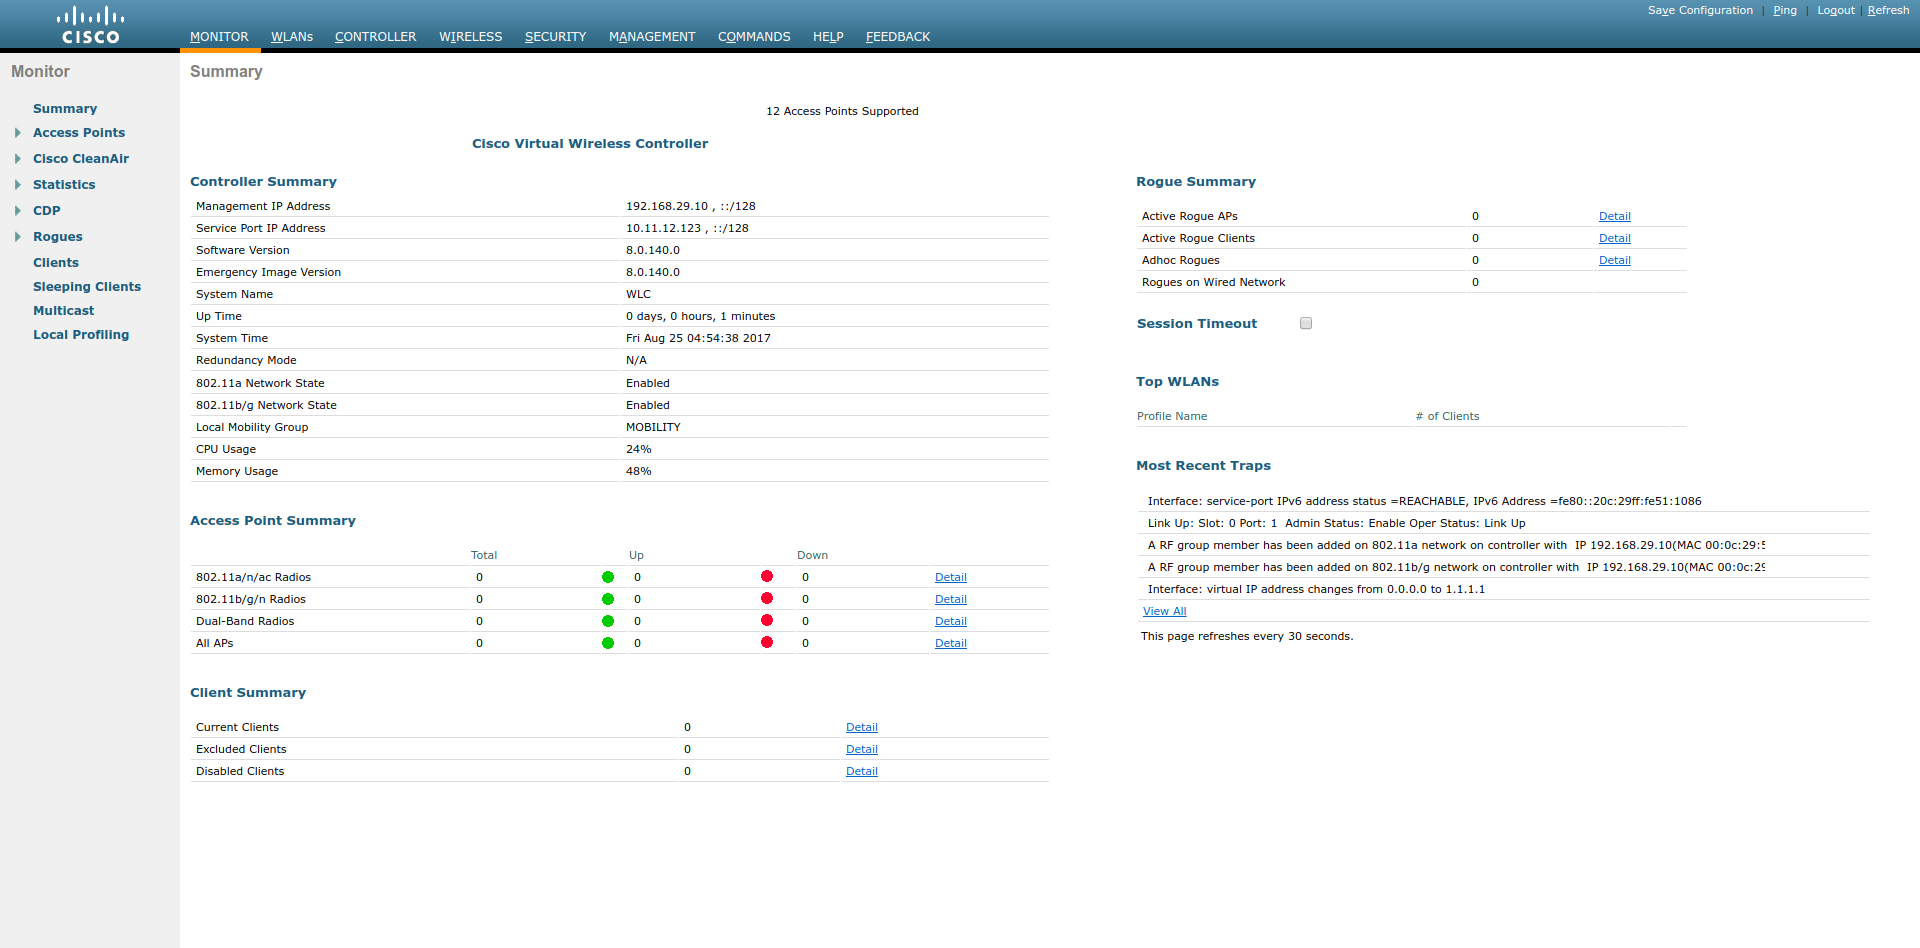 CISCO
Save Configuration | Ping | Logout | Refresh
MONITOR WLANs CONTROLLER WIRELESS SECURITY MANAGEMENT COMMANDS HELP FEEDBACK
Monitor
Summary
Access Points
Cisco CleanAir
Statistics
CDP
Rogues
Clients
Sleeping Clients
Multicast
Local Profiling
Summary
12 Access Points Supported
Cisco Virtual Wireless Controller
Controller Summary
Management IP Address 192.168.29.10 , ::/128
Service Port IP Address 10.11.12.123 , ::/128
Software Version 8.0.140.0
Emergency Image Version 8.0.140.0
System Name WLC
Up Time 0 days, 0 hours, 1 minutes
System Time Fri Aug 25 04:54:38 2017
Redundancy Mode N/A
802.11a Network State Enabled
802.11b/g Network State Enabled
Local Mobility Group MOBILITY
CPU Usage 24%
Memory Usage 48%
Access Point Summary
Total Up Down
802.11a/n/ac Radios 0 0 0 Detail
802.11b/g/n Radios 0 0 0 Detail
Dual-Band Radios 0 0 0 Detail
All APs 0 0 0 Detail
Client Summary
Current Clients 0 Detail
Excluded Clients 0 Detail
Disabled Clients 0 Detail
Rogue Summary
Active Rogue APs 0 Detail
Active Rogue Clients 0 Detail
Adhoc Rogues 0 Detail
Rogues on Wired Network 0
Session Timeout
Top WLANs
Profile Name # of Clients
Most Recent Traps
Interface: service-port IPv6 address status =REACHABLE, IPv6 Address =fe80::20c:29ff:fe51:1086
Link Up: Slot: 0 Port: 1 Admin Status: Enable Oper Status: Link Up
A RF group member has been added on 802.11a network on controller with IP 192.168.29.10(MAC 00:0c:29:5
A RF group member has been added on 802.11b/g network on controller with IP 192.168.29.10(MAC 00:0c:29
Interface: virtual IP address changes from 0.0.0.0 to 1.1.1.1
View All
This page refreshes every 30 seconds.